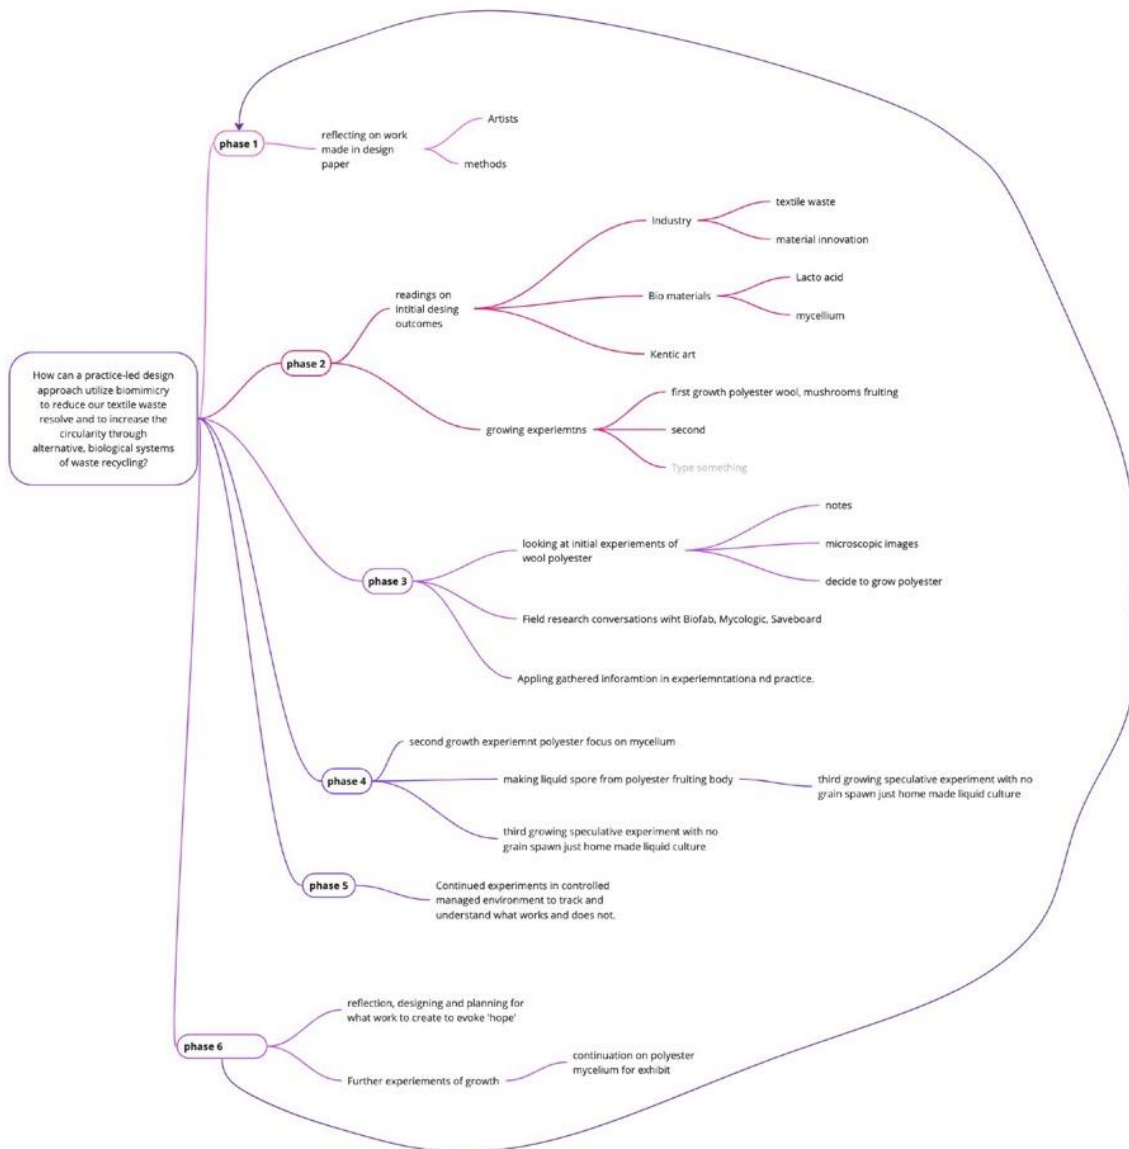 phase 1
reflecting on work
made in design
paper
Artists
methods
How can a practice-led design
approach utilize biomimicry
to reduce our textile waste
resolve and to increase the
circularity through
alternative, biological systems
of waste recycling?
phase 2
readings on
intitial desing
outcomes
Industry
textile waste
material innovation
Bio materials
Lacto acid
mycellium
Kentic art
growing experiemtns
first growth polyester wool, mushrooms fruiting
second
Type something
phase 3
looking at initial experiements of
wool polyester
notes
microscopic images
decide to grow polyester
Field research conversations wiht Biofab, Mycologic, Saveboard
Appling gathered inforamtion in experiemntationa nd practice.
phase 4
second growth experiemnt polyester focus on mycelium
making liquid spore from polyester fruiting body
third growing speculative experiment with no
grain spawn just home made liquid culture
third growing speculative experiment with no
grain spawn just home made liquid culture
phase 5
Continued experiments in controlled
managed environment to track and
understand what works and does not.
phase 6
reflection, designing and planning for
what work to create to evoke 'hope'
Further experiements of growth
continuation on polyester
mycelium for exhibit